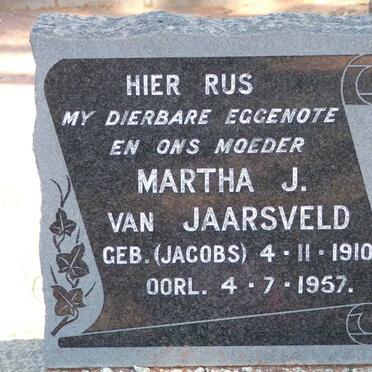 HIER RUS
MY DIERBARE EGGENOTE
EN ONS MOEDER
MARTHA J.
VAN JAARSVELD
GEB. (JACOBS) 4-11-1910
OORL. 4-7-1957.